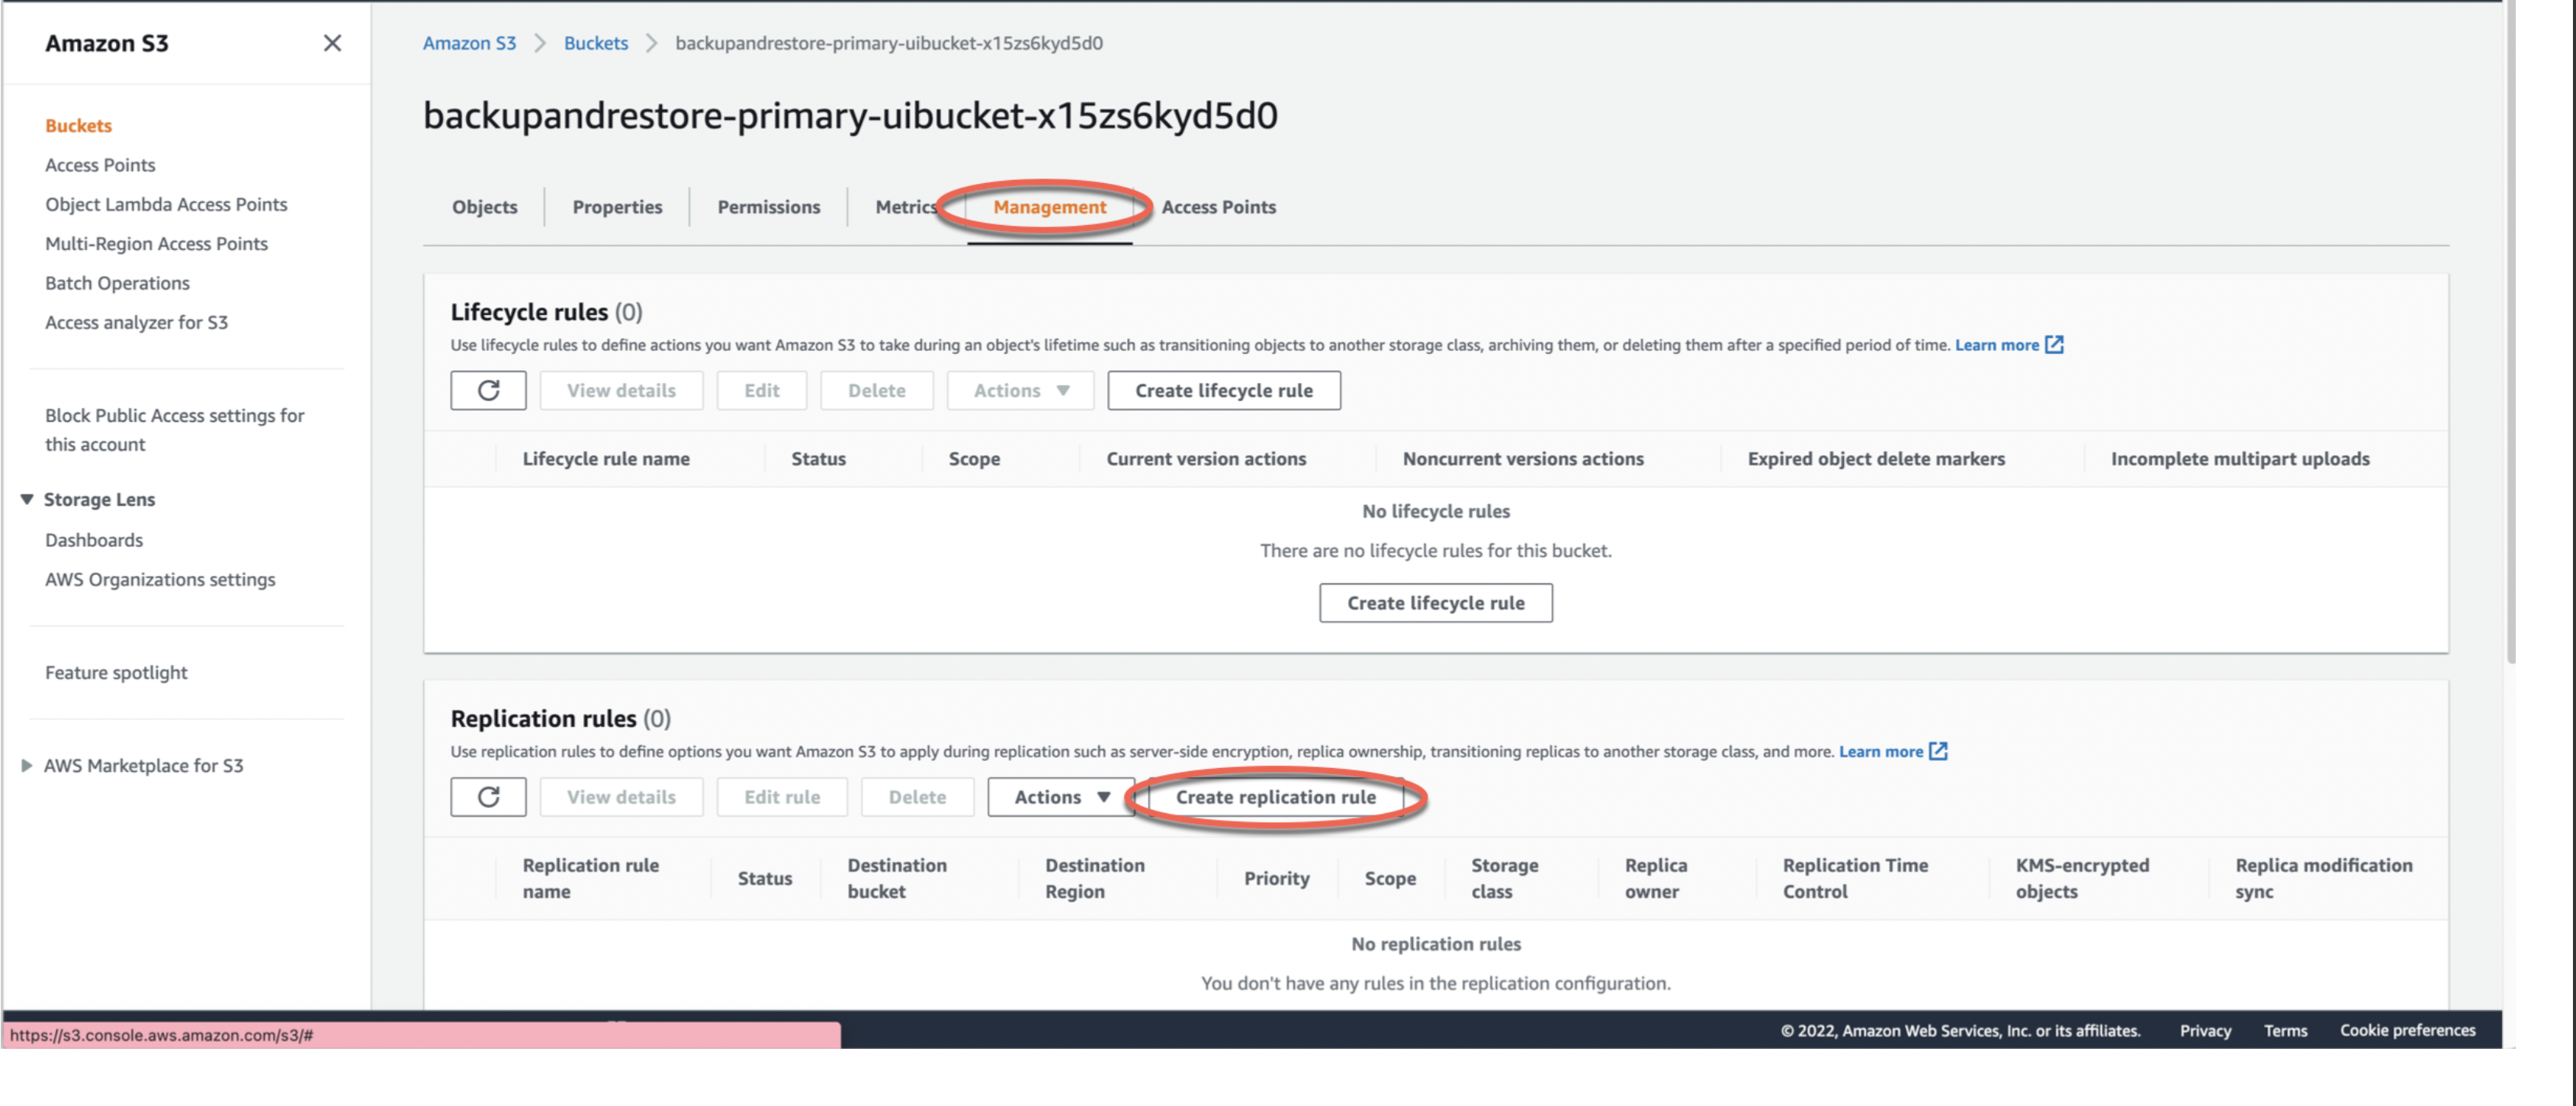 Amazon S3
Amazon S3 Buckets backupandrestore-primary-uibucket-x15zs6kyd5d0
Buckets
Access Points
Object Lambda Access Points
Multi-Region Access Points
Batch Operations
Access analyzer for S3
Block Public Access settings for
this account
Storage Lens
Dashboards
AWS Organizations settings
Feature spotlight
AWS Marketplace for S3
backupandrestore-primary-uibucket-x15zs6kyd5d0
Objects Properties Permissions Metrics Management Access Points
Lifecycle rules (0)
Use lifecycle rules to define actions you want Amazon S3 to take during an object's lifetime such as transitioning objects to another storage class, archiving them, or deleting them after a specified period of time. Learn more
View details Edit Delete Actions Create lifecycle rule
Lifecycle rule name Status Scope Current version actions Noncurrent versions actions Expired object delete markers Incomplete multipart uploads
No lifecycle rules
There are no lifecycle rules for this bucket.
Create lifecycle rule
Replication rules (0)
Use replication rules to define options you want Amazon S3 to apply during replication such as server-side encryption, replica ownership, transitioning replicas to another storage class, and more. Learn more
View details Edit rule Delete Actions Create replication rule
Replication rule name Status Destination bucket Destination Region Priority Scope Storage class Replica owner Replication Time Control KMS-encrypted objects Replica modification sync
No replication rules
You don't have any rules in the replication configuration.
https://s3.console.aws.amazon.com/s3/#
© 2022, Amazon Web Services, Inc. or its affiliates. Privacy Terms Cookie preferences